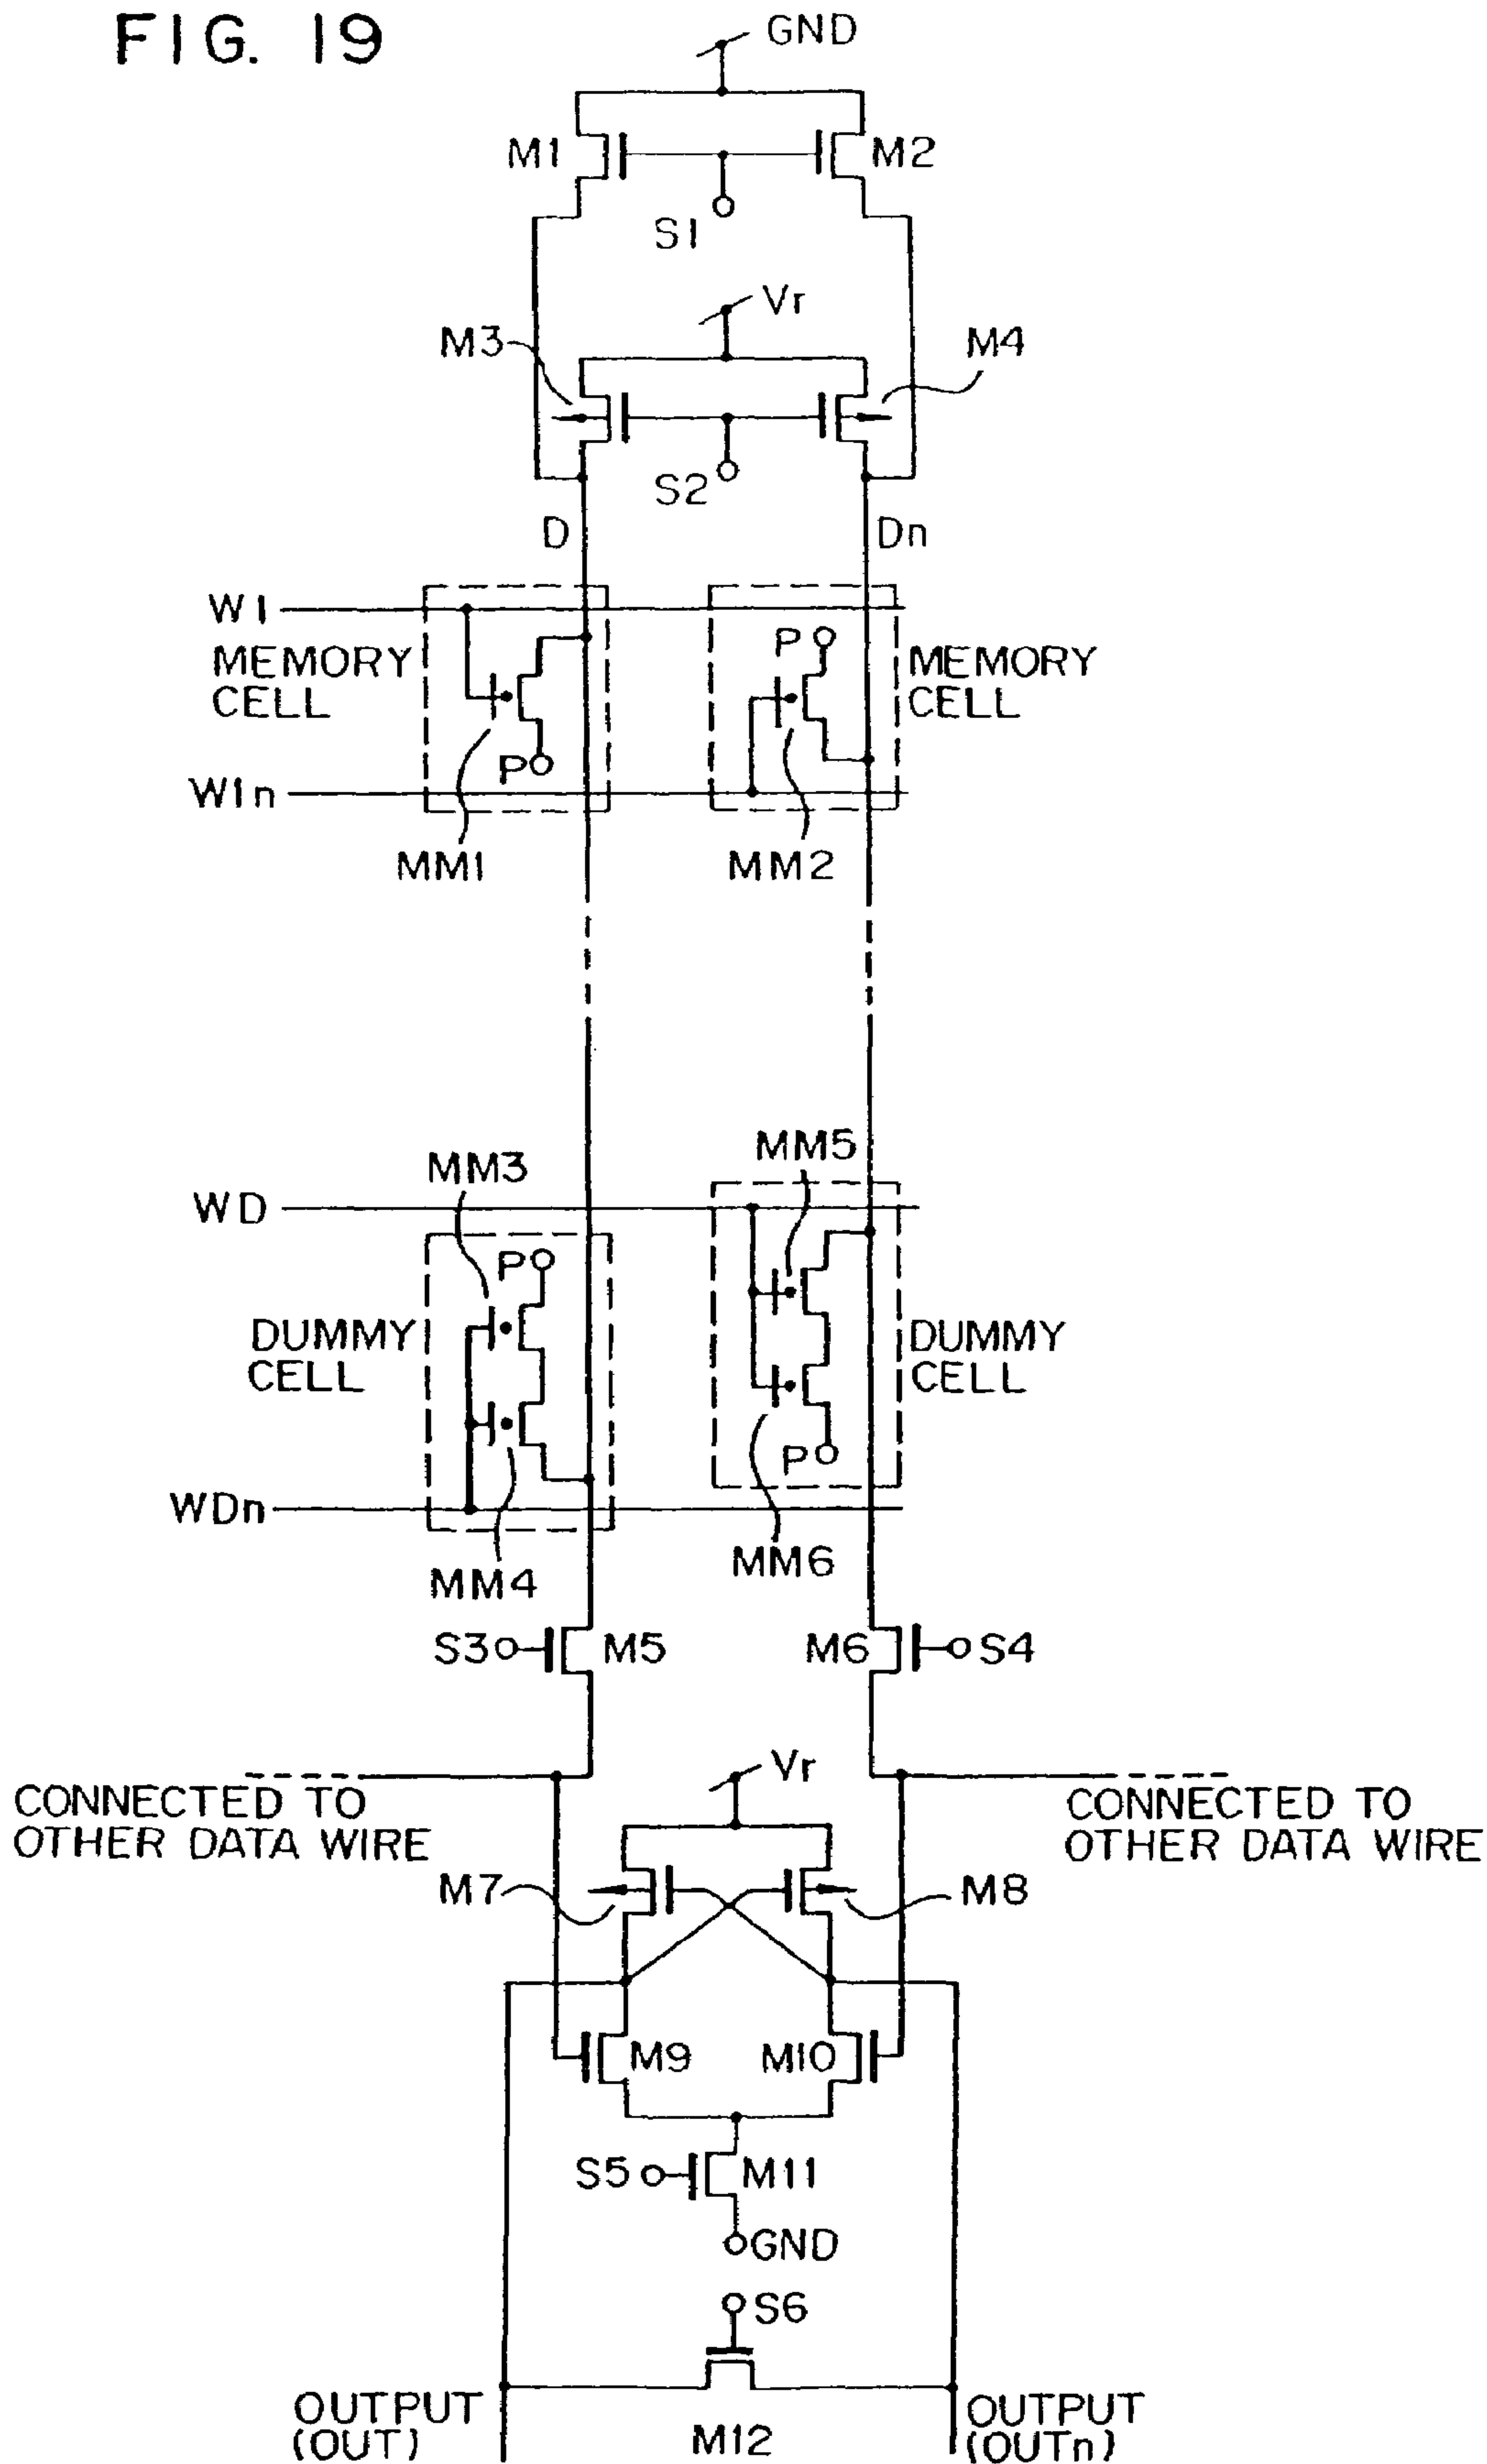 FIG. 19
GND
M1
M2
S1
Vr
M3
M4
S2
D
Dn
W1
MEMORY
CELL
P
MEMORY
CELL
P
W1n
MM1
MM2
MM5
MM3
WD
P
DUMMY
CELL
DUMMY
CELL
P
WDn
MM4
MM6
S3
M5
M6
S4
Vr
CONNECTED TO
OTHER DATA WIRE
CONNECTED TO
OTHER DATA WIRE
M7
M8
M9
M10
S5
M11
GND
S6
OUTPUT
(OUT)
M12
OUTPUT
(OUTn)